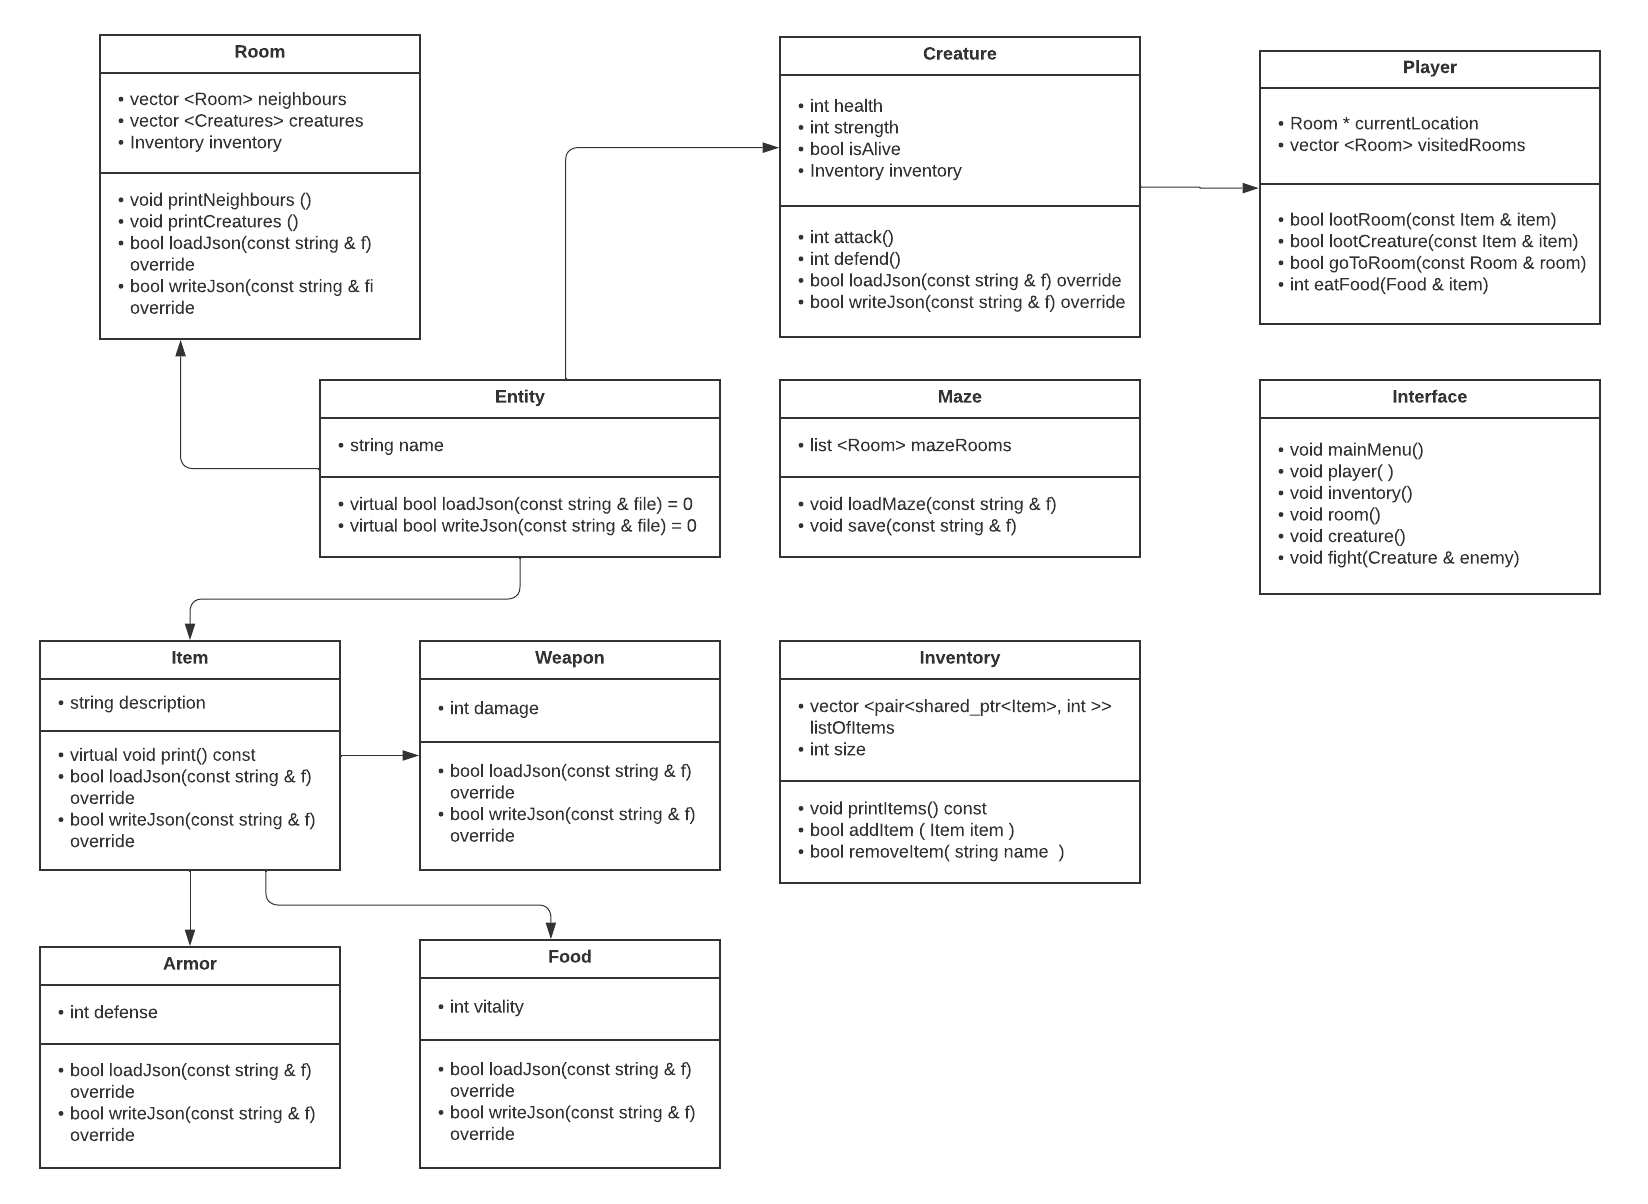 Room
• vector <Room> neighbours
• vector <Creatures> creatures
• Inventory inventory
• void printNeighbours ()
• void printCreatures ()
• bool loadJson(const string & f)
override
• bool writeJson(const string & fi
override
Creature
• int health
• int strength
• bool isAlive
• Inventory inventory
• int attack()
• int defend()
• bool loadJson(const string & f) override
• bool writeJson(const string & f) override
Player
• Room * currentLocation
• vector <Room> visitedRooms
• bool lootRoom(const Item & item)
• bool lootCreature(const Item & item)
• bool goToRoom(const Room & room)
• int eatFood(Food & item)
Entity
• string name
• virtual bool loadJson(const string & file) = 0
• virtual bool writeJson(const string & file) = 0
Maze
• list <Room> mazeRooms
• void loadMaze(const string & f)
• void save(const string & f)
Interface
• void mainMenu()
• void player( )
• void inventory()
• void room()
• void creature()
• void fight(Creature & enemy)
Item
• string description
• virtual void print() const
• bool loadJson(const string & f)
override
• bool writeJson(const string & f)
override
Weapon
• int damage
• bool loadJson(const string & f)
override
• bool writeJson(const string & f)
override
Inventory
• vector <pair<shared_ptr<Item>, int >>
listOfItems
• int size
• void printItems() const
• bool addItem ( Item item )
• bool removeItem( string name  )
Armor
• int defense
• bool loadJson(const string & f)
override
• bool writeJson(const string & f)
override
Food
• int vitality
• bool loadJson(const string & f)
override
• bool writeJson(const string & f)
override